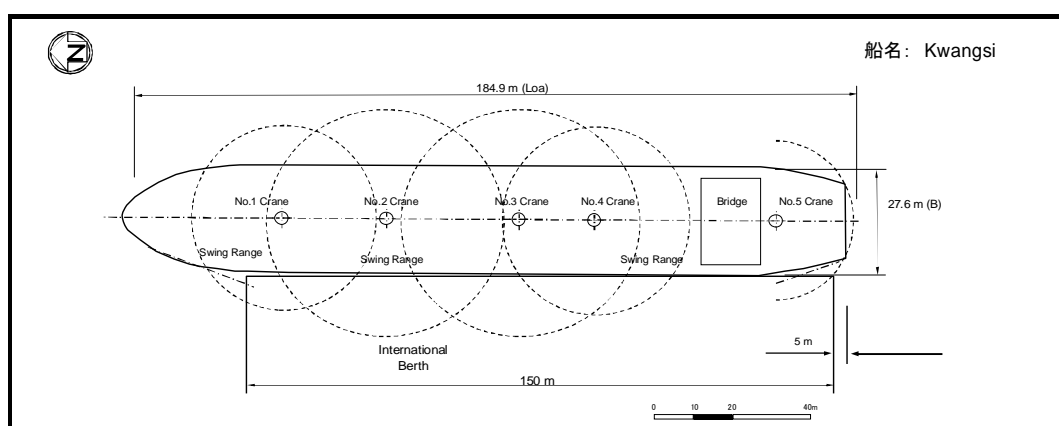 N
船名: Kwangsi
184.9 m (Loa)
No.1 Crane
No.2 Crane
No.3 Crane
No.4 Crane
Bridge
No.5 Crane
27.6 m (B)
Swing Range
Swing Range
Swing Range
International
Berth
5 m
150 m
0 10 20 40m